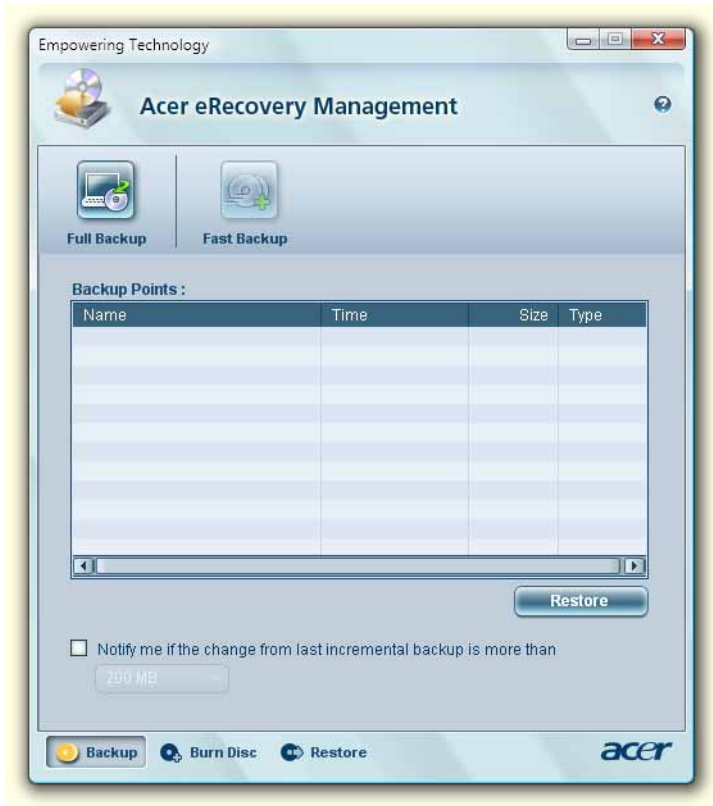 Empowering Technology
Acer eRecovery Management
Full Backup
Fast Backup
Backup Points :
Name Time Size Type
Restore
Notify me if the change from last incremental backup is more than
200 MB
Backup Burn Disc Restore acer